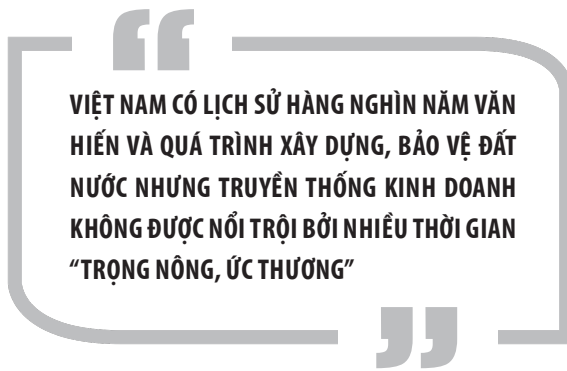 VIỆT NAM CÓ LỊCH SỬ HÀNG NGHÌN NĂM VĂN
HIẾN VÀ QUÁ TRÌNH XÂY DỰNG, BẢO VỆ ĐẤT
NƯỚC NHƯNG TRUYỀN THỐNG KINH DOANH
KHÔNG ĐƯỢC NỔI TRỘI BỞI NHIỀU THỜI GIAN
“TRỌNG NÔNG, ỨC THƯƠNG”